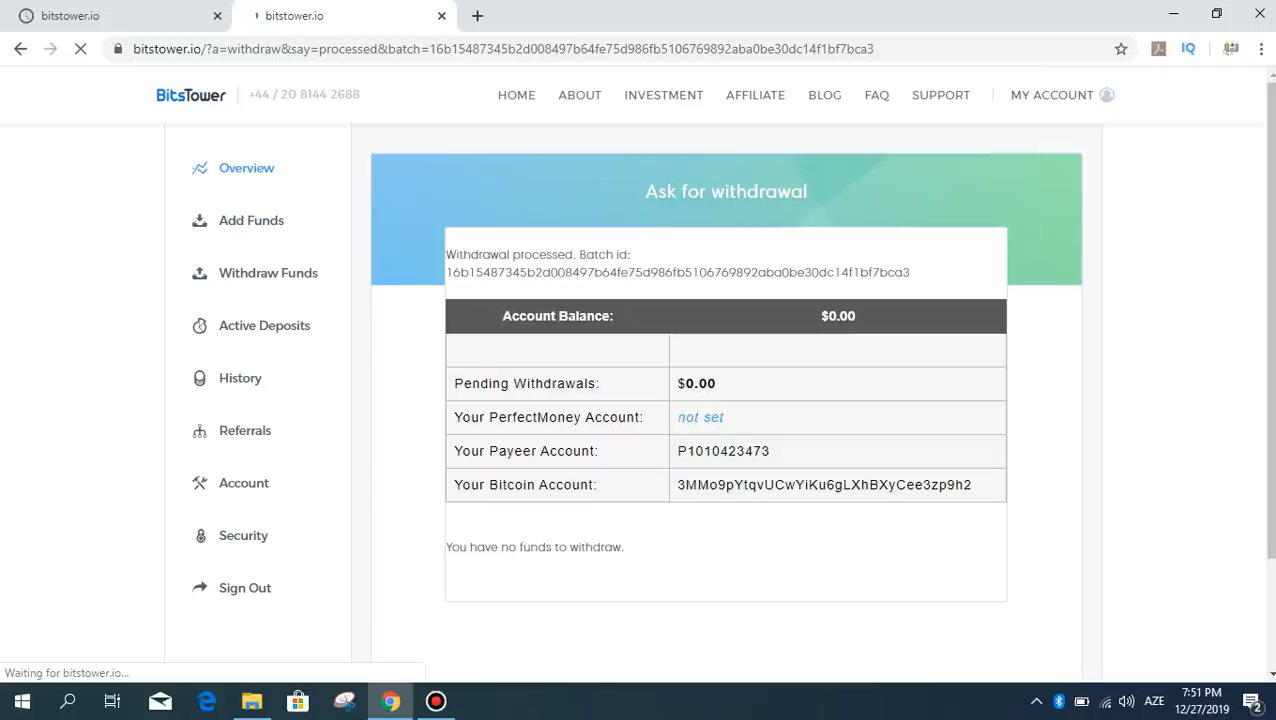 bitstower.io
bitstower.io
bitstower.io/?a=withdraw&say=processed&batch=16b15487345b2d008497b64fe75d986fb5106769892aba0be30dc14f1bf7bca3
IQ
BitsTower
+44 / 20 8144 2688
HOME
ABOUT
INVESTMENT
AFFILIATE
BLOG
FAQ
SUPPORT
MY ACCOUNT
Overview
Add Funds
Withdraw Funds
Active Deposits
History
Referrals
Account
Security
Sign Out
Ask for withdrawal
Withdrawal processed. Batch id:
16b15487345b2d008497b64fe75d986fb5106769892aba0be30dc14f1bf7bca3
Account Balance: $0.00
Pending Withdrawals: $0.00
Your PerfectMoney Account: not set
Your Payeer Account: P1010423473
Your Bitcoin Account: 3MMo9pYtqvUCwYiKu6gLXhBXyCee3zp9h2
You have no funds to withdraw.
Waiting for bitstower.io...
AZE
7:51 PM
12/27/2019
2